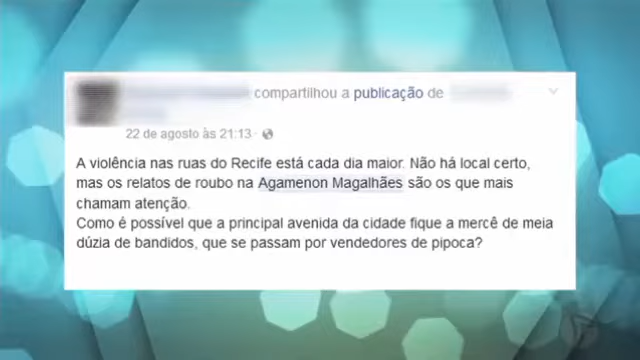 compartilhou a publicação de
22 de agosto às 21:13 ·
A violência nas ruas do Recife está cada dia maior. Não há local certo,
mas os relatos de roubo na Agamenon Magalhães são os que mais
chamam atenção.
Como é possível que a principal avenida da cidade fique a mercê de meia
dúzia de bandidos, que se passam por vendedores de pipoca?